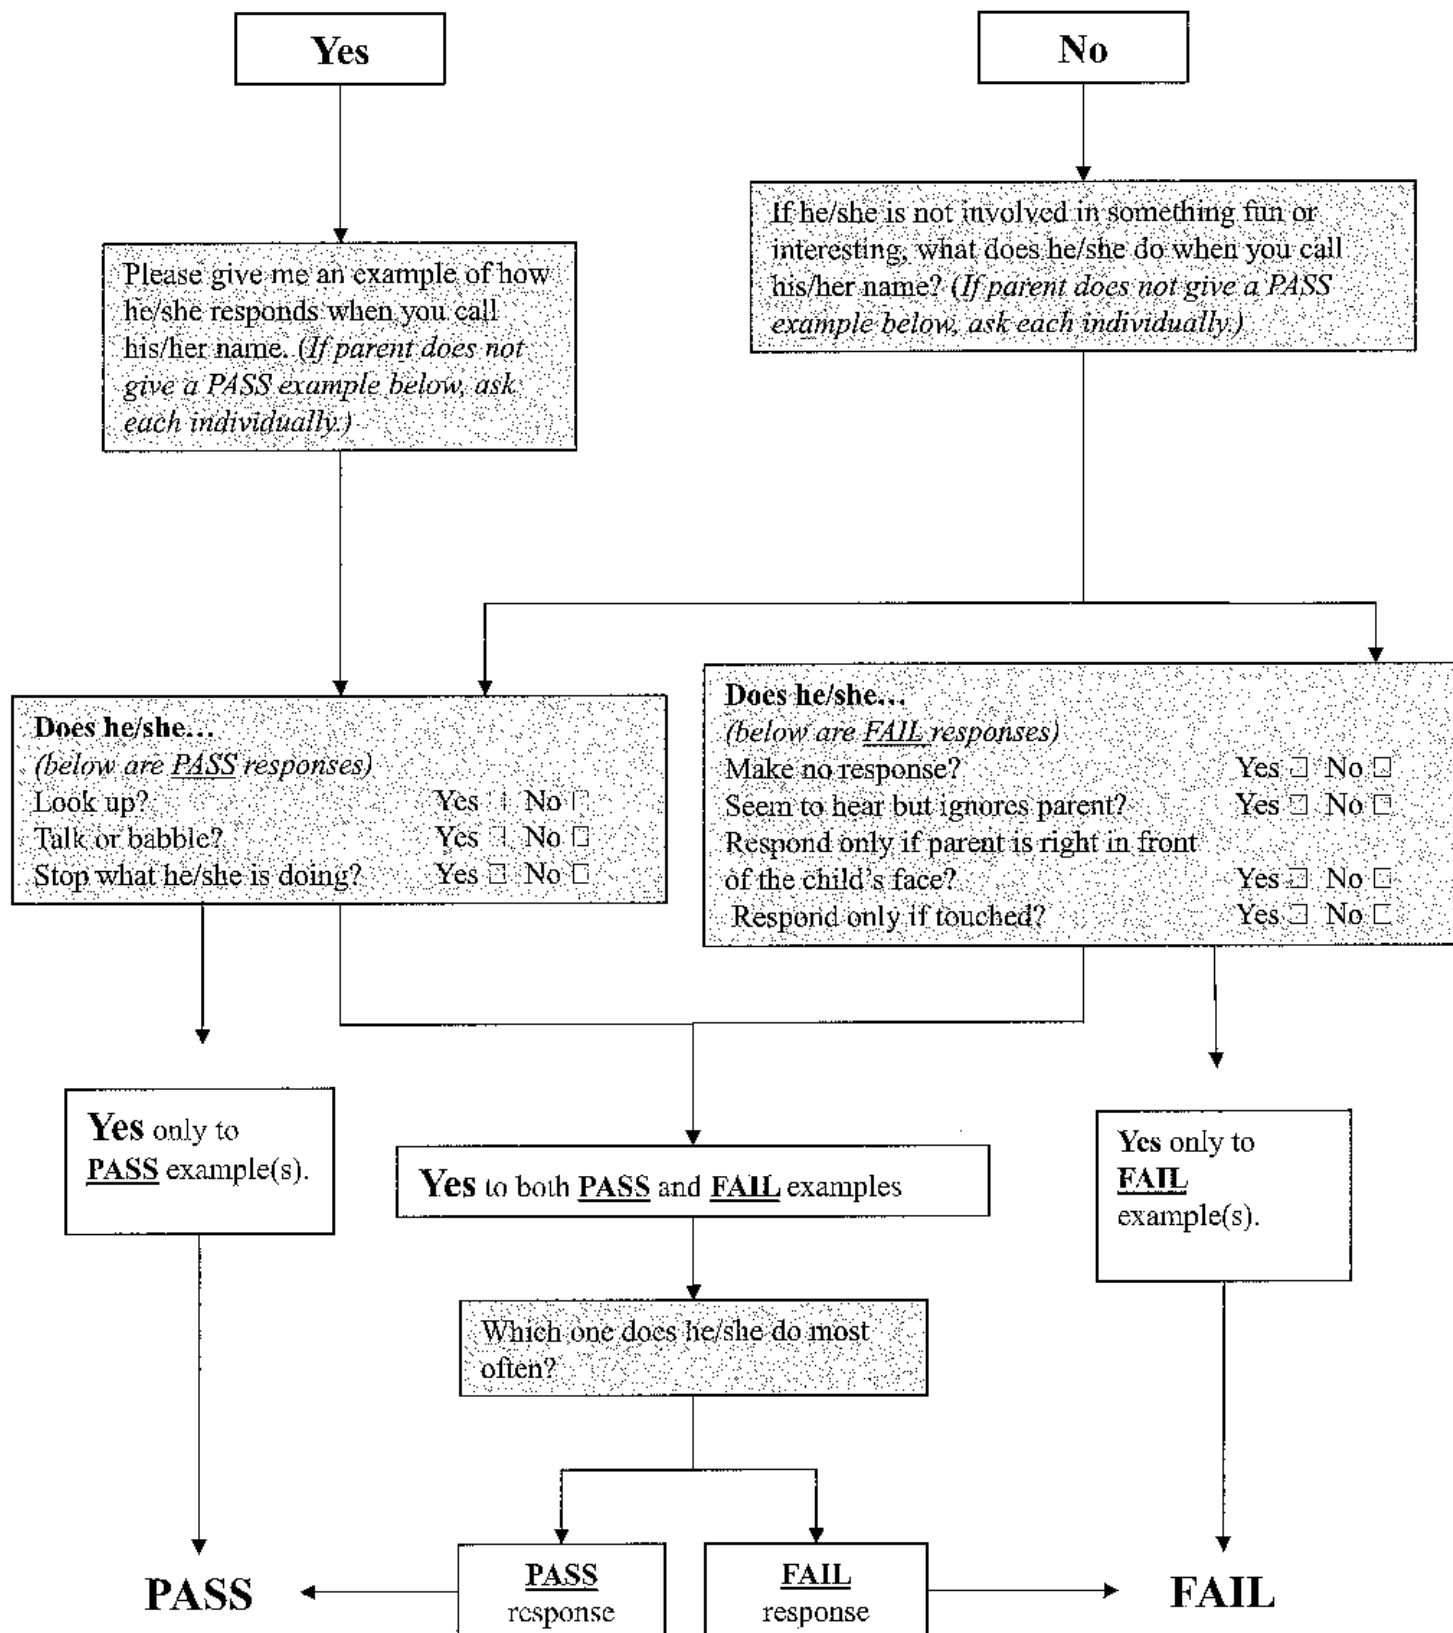 Yes
No
Please give me an example of how
he/she responds when you call
his/her name. (If parent does not
give a PASS example below, ask
each individually.)
If he/she is not involved in something fun or
interesting, what does he/she do when you call
his/her name? (If parent does not give a PASS
example below, ask each individually.)
Does he/she…
(below are PASS responses)
Look up? Yes □ No □
Talk or babble? Yes □ No □
Stop what he/she is doing? Yes □ No □
Does he/she…
(below are FAIL responses)
Make no response? Yes □ No □
Seem to hear but ignores parent? Yes □ No □
Respond only if parent is right in front
of the child's face? Yes □ No □
Respond only if touched? Yes □ No □
Yes only to
PASS example(s).
Yes to both PASS and FAIL examples
Yes only to
FAIL
example(s).
Which one does he/she do most
often?
PASS
PASS
response
FAIL
response
FAIL